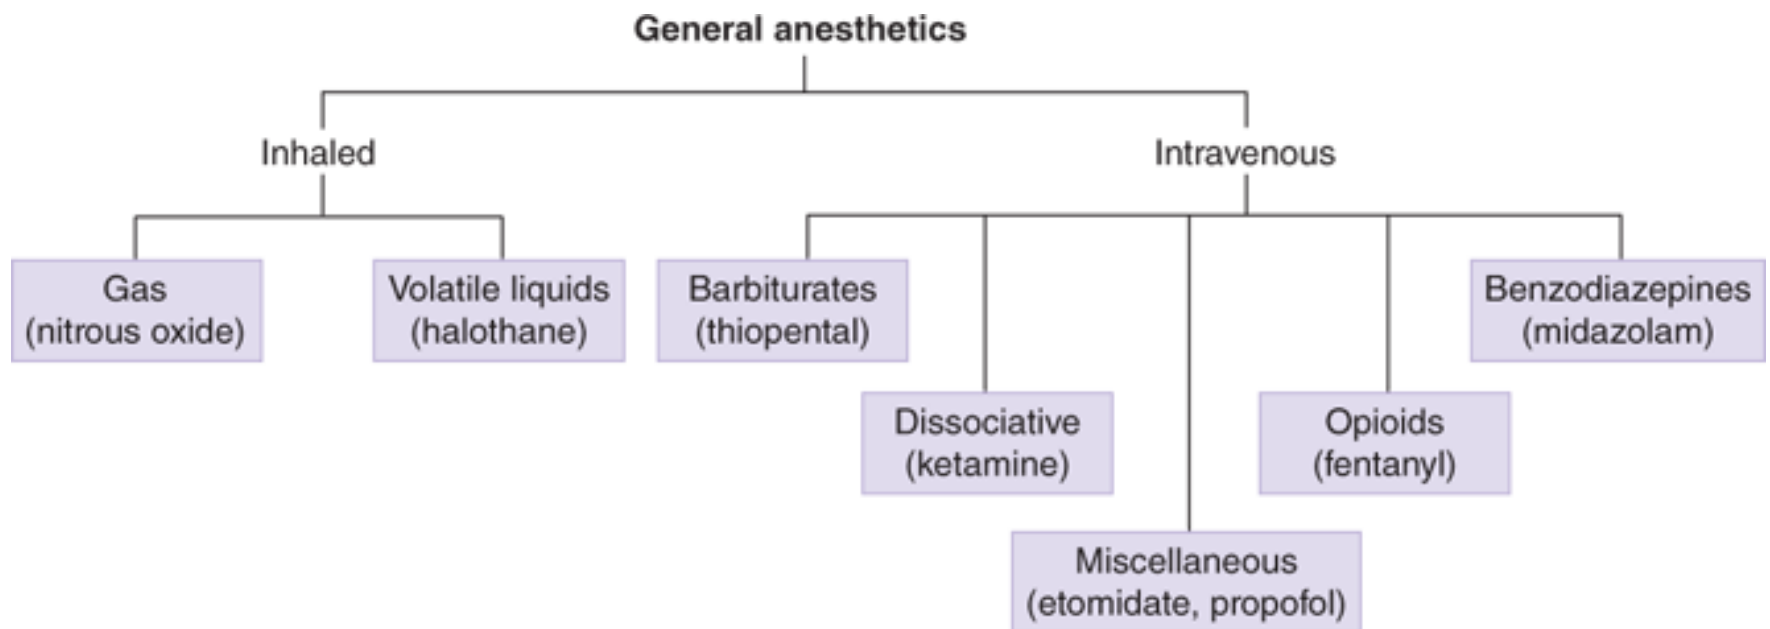 General anesthetics
Inhaled
Intravenous
Gas
(nitrous oxide)
Volatile liquids
(halothane)
Barbiturates
(thiopental)
Benzodiazepines
(midazolam)
Dissociative
(ketamine)
Opioids
(fentanyl)
Miscellaneous
(etomidate, propofol)